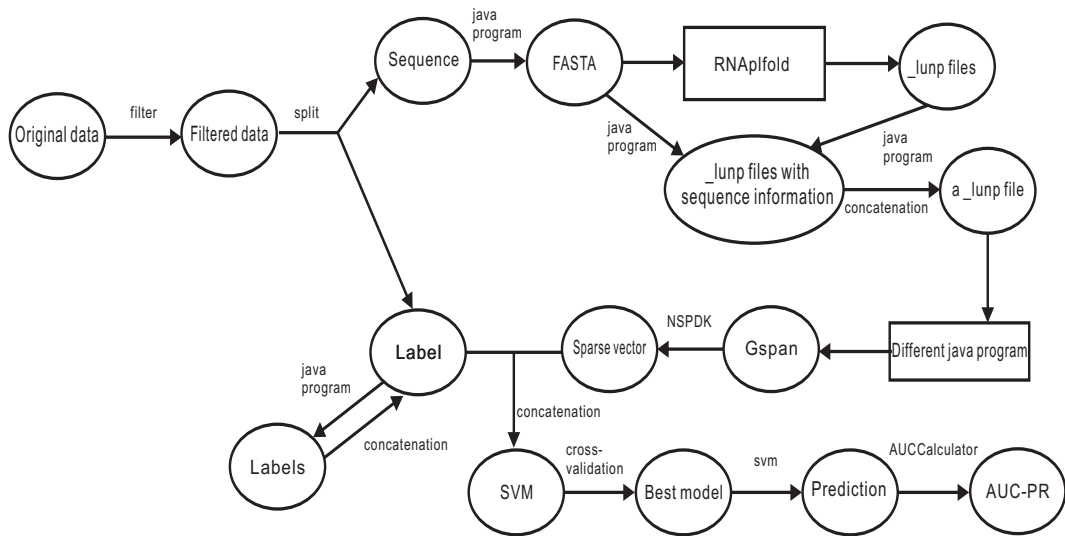 java
program
Sequence
FASTA
RNAplfold
_lunp files
filter
split
Original data
Filtered data
java
program
java
program
_lunp files with
sequence information
concatenation
a _lunp file
NSPDK
Label
Sparse vector
Gspan
Different java program
java
program
concatenation
concatenation
Labels
cross-
validation
svm
AUCCalculator
SVM
Best model
Prediction
AUC-PR